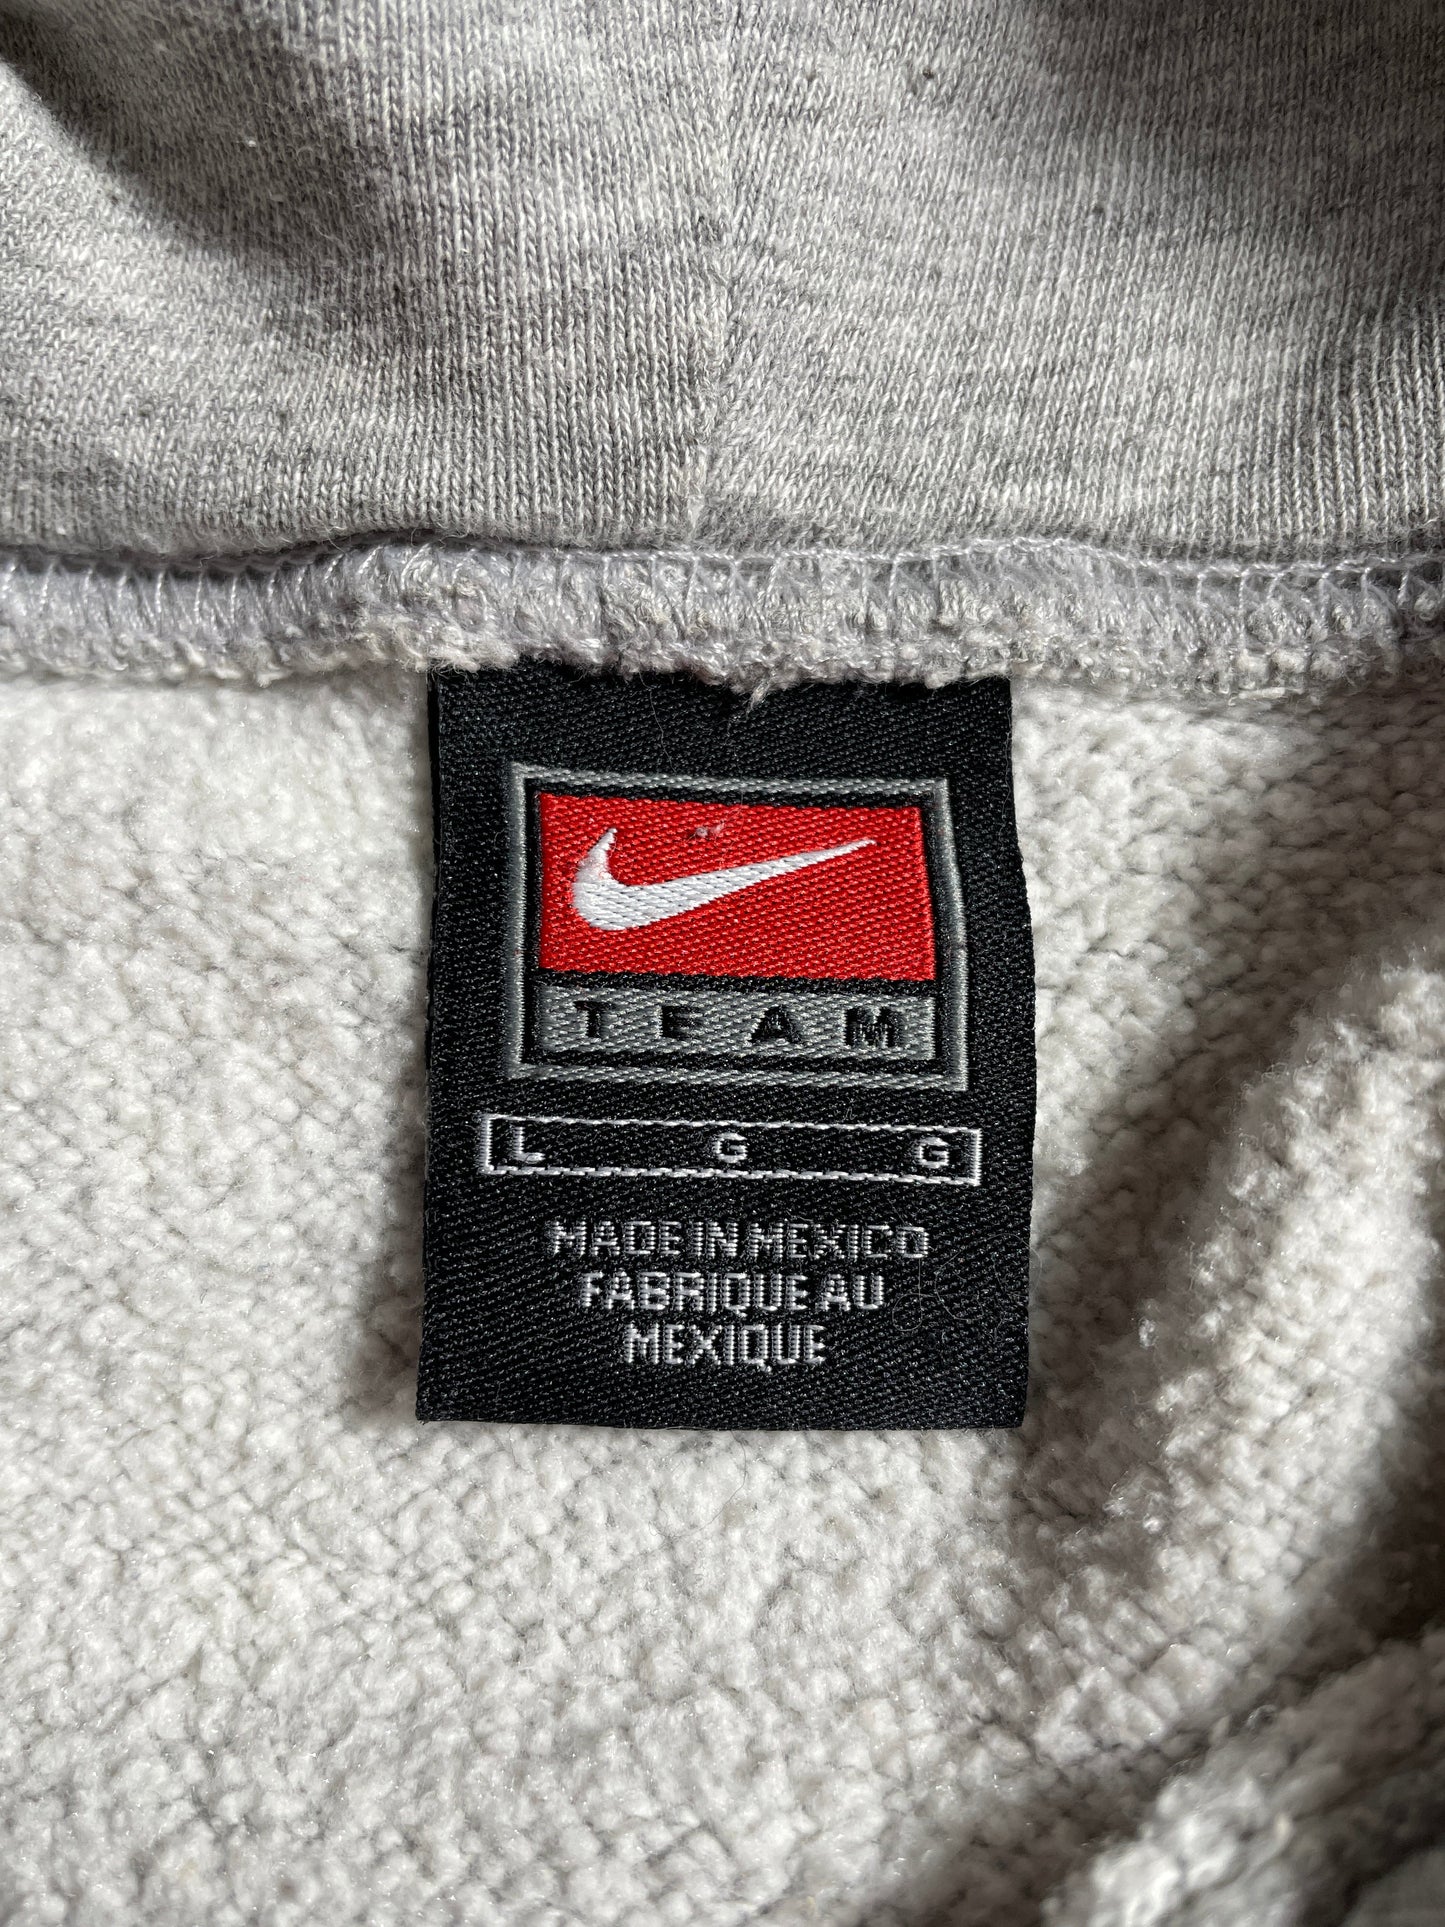 TEAM
L G G
MADE IN MEXICO
FABRIQUE AU
MEXIQUE